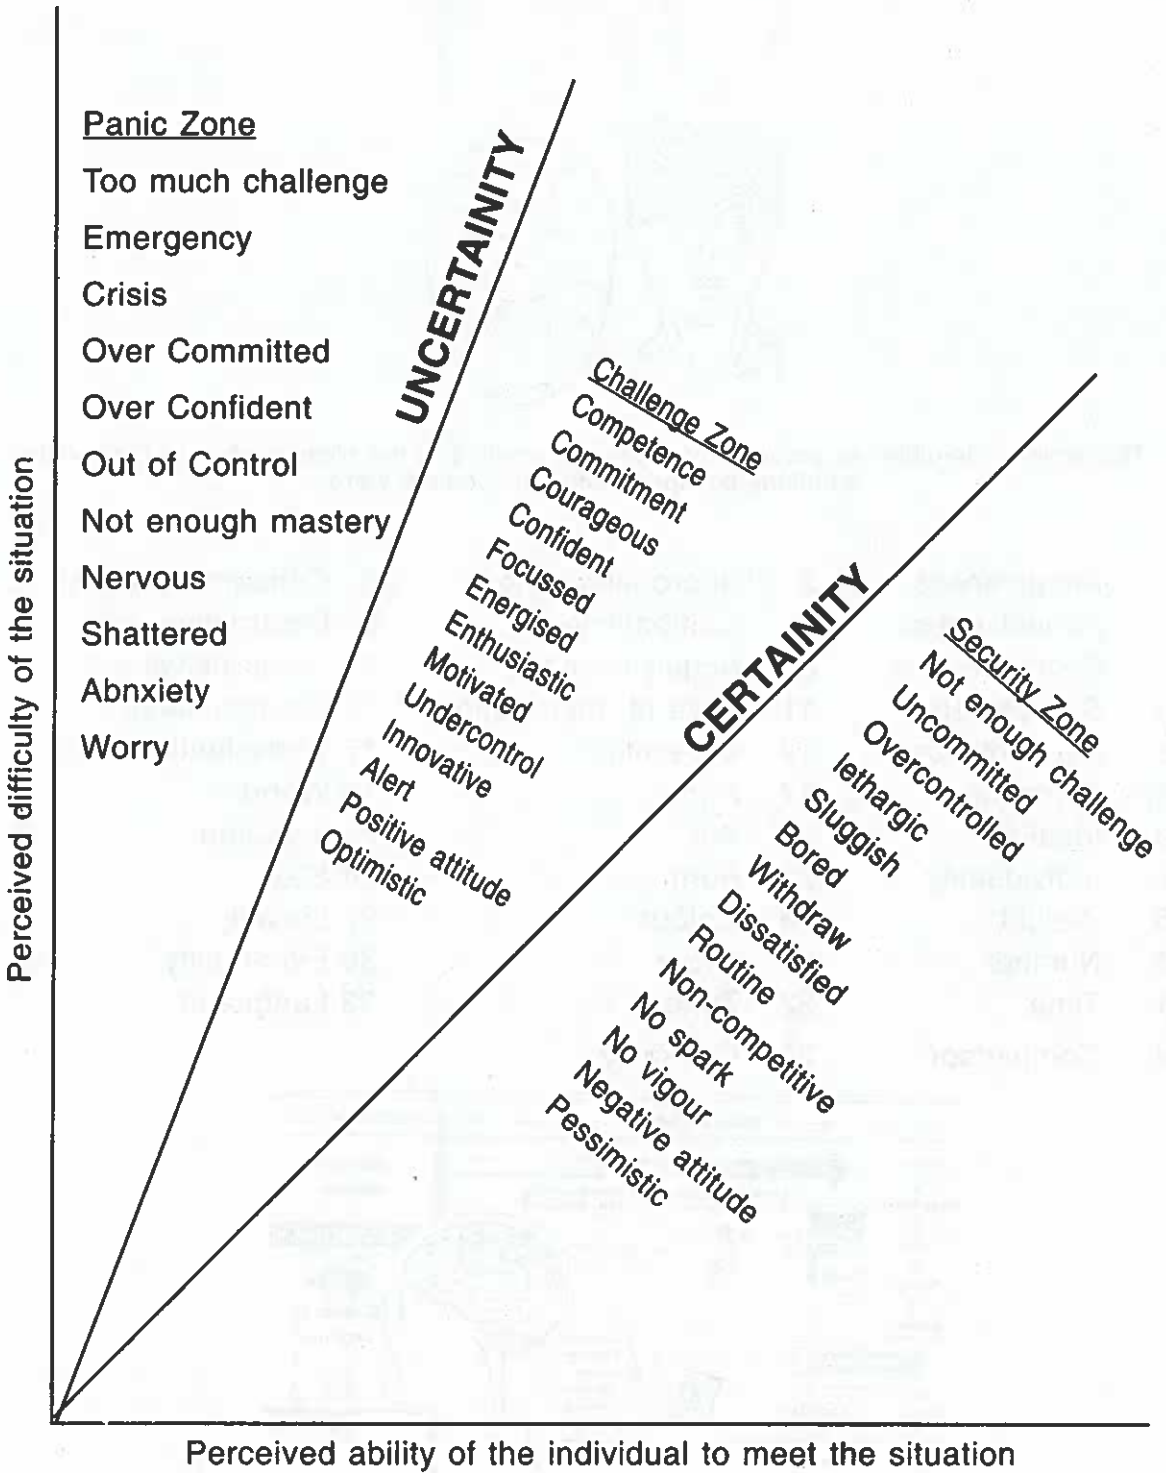 Panic Zone
Too much challenge
Emergency
Crisis
Over Committed
Over Confident
Out of Control
Not enough mastery
Nervous
Shattered
Abnxiety
Worry
UNCERTAINITY
Challenge Zone
Competence
Commitment
Courageous
Confident
Focussed
Energised
Enthusiastic
Motivated
Undercontrol
Innovative
Alert
Positive attitude
Optimistic
CERTAINITY
Security Zone
Not enough challenge
Uncommitted
Overcontrolled
lethargic
Sluggish
Bored
Withdraw
Dissatisfied
Routine
Non-competitive
No spark
No vigour
Negative attitude
Pessimistic
Perceived difficulty of the situation
Perceived ability of the individual to meet the situation